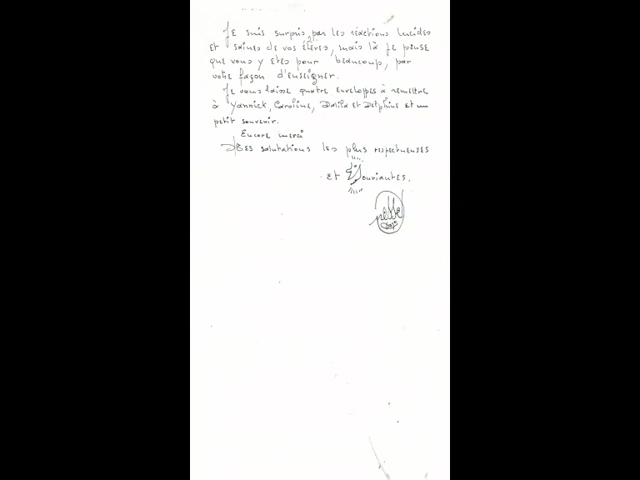 Je suis surpris, par les réactions lucides
et saines de vos élèves, mais là je pense
que vous y etes pour beaucoup, par
votre façon d'enseigner.
Je vous laisse quatre enveloppes à remettre
à Yannick, Caroline, Dalila et Delphine et un
petit souvenir.
Encore merci
Mes salutations les plus respectueuses
et Souriantes.